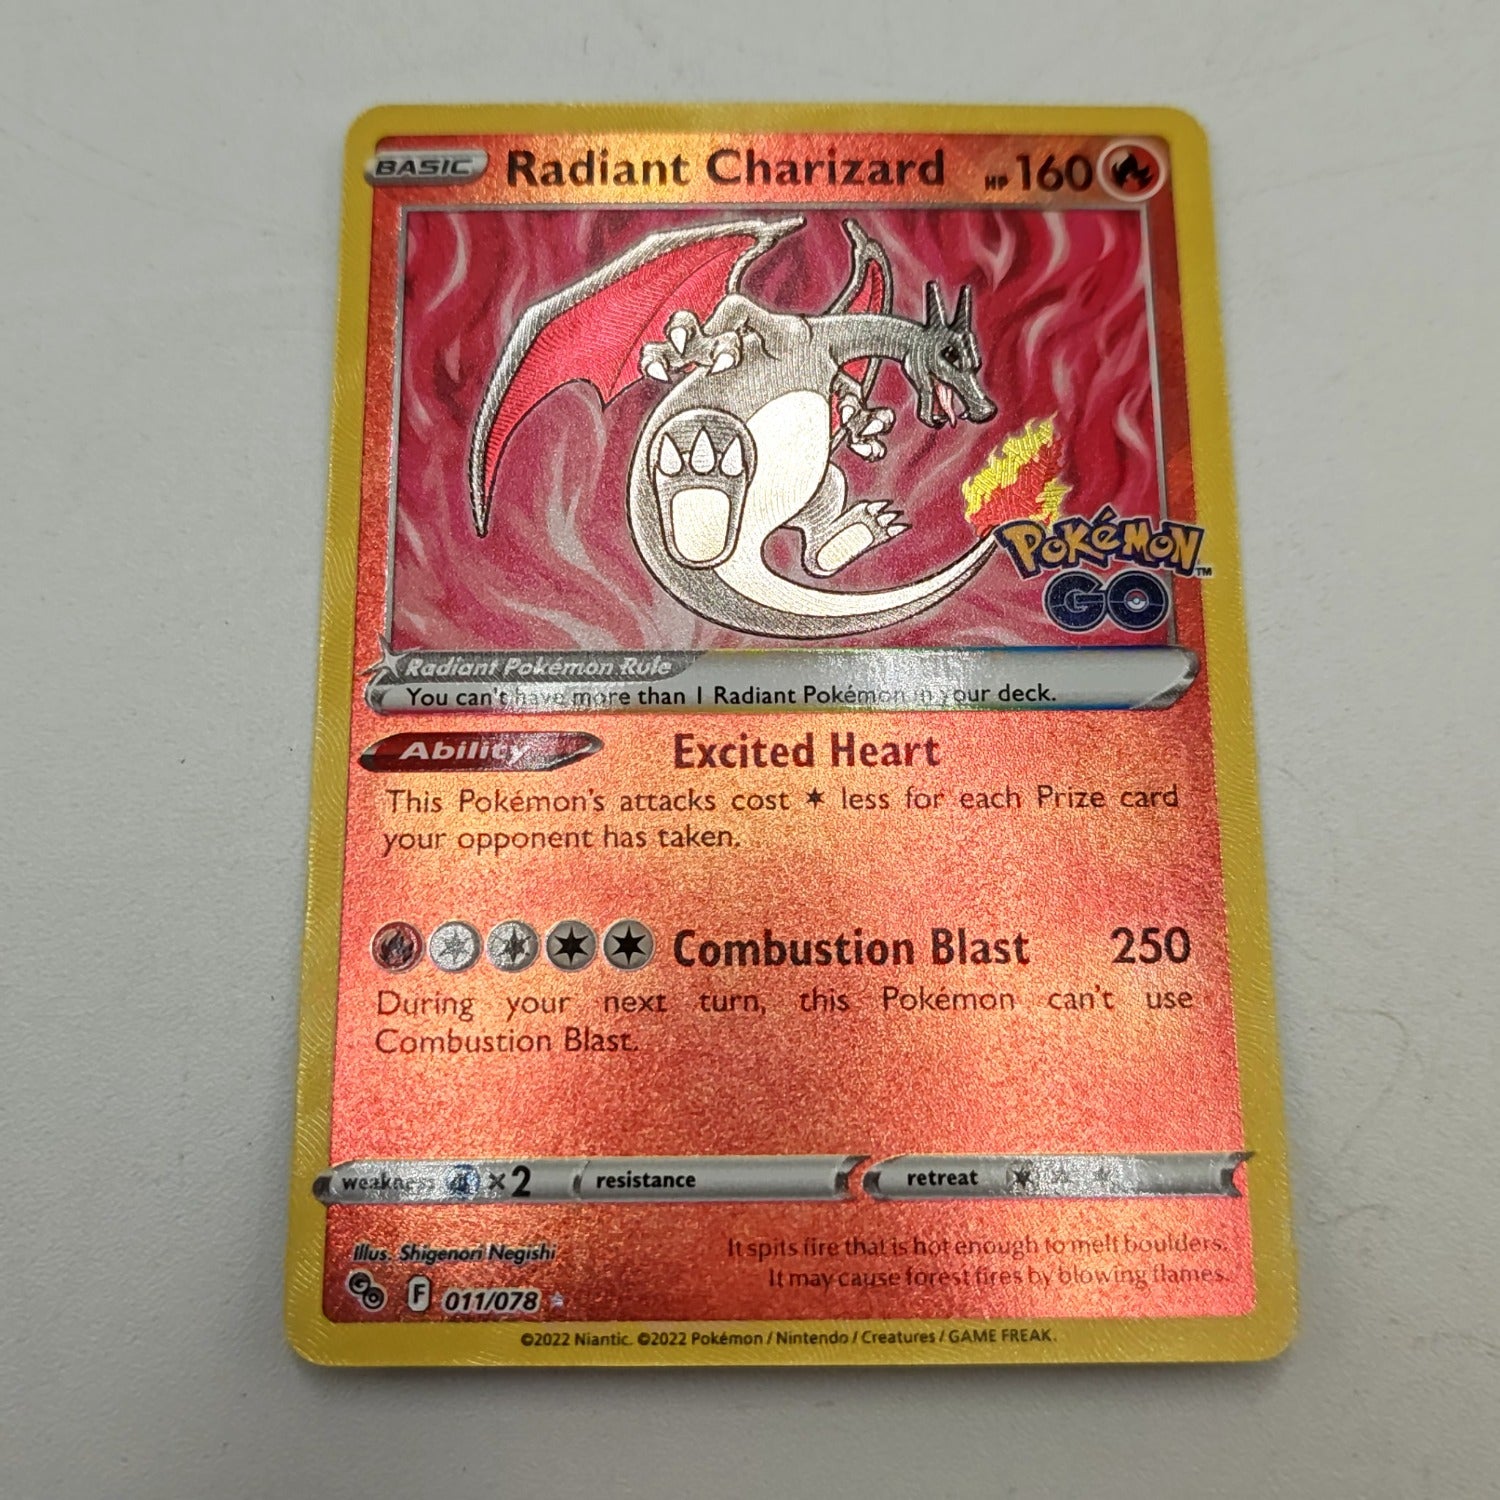 BASIC Radiant Charizard HP 160
POKéMON TM
GO
Radiant Pokémon Rule
You can't have more than 1 Radiant Pokémon in your deck.
Ability Excited Heart
This Pokémon's attacks cost less for each Prize card
your opponent has taken.
Combustion Blast 250
During your next turn, this Pokémon can't use
Combustion Blast.
weakness ×2 resistance retreat
Illus. Shigenori Negishi
It spits fire that is hot enough to melt boulders.
It may cause forest fires by blowing flames.
GO F 011/078
©2022 Niantic. ©2022 Pokémon / Nintendo / Creatures / GAME FREAK.